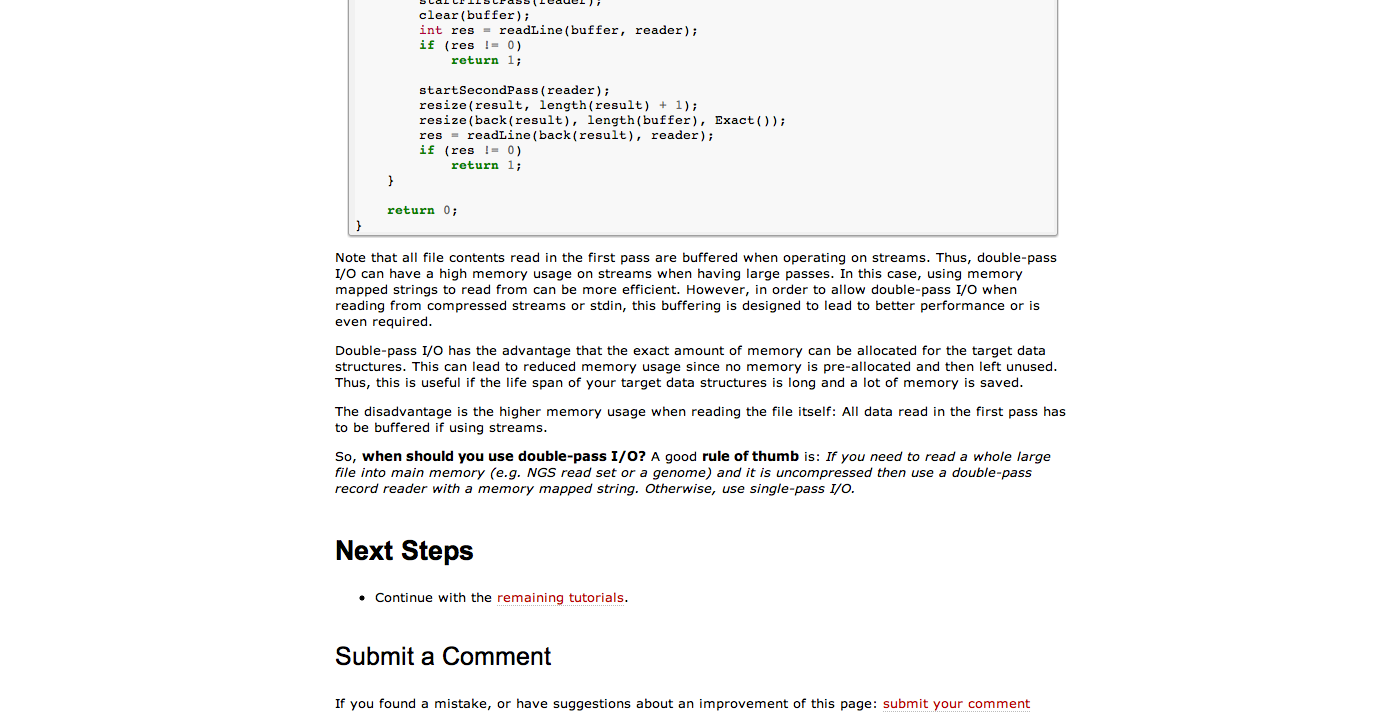 startFirstPass(reader);
clear(buffer);
int res = readLine(buffer, reader);
if (res != 0)
return 1;
startSecondPass(reader);
resize(result, length(result) + 1);
resize(back(result), length(buffer), Exact());
res = readLine(back(result), reader);
if (res != 0)
return 1;
}
return 0;
}
Note that all file contents read in the first pass are buffered when operating on streams. Thus, double-pass
I/O can have a high memory usage on streams when having large passes. In this case, using memory
mapped strings to read from can be more efficient. However, in order to allow double-pass I/O when
reading from compressed streams or stdin, this buffering is designed to lead to better performance or is
even required.
Double-pass I/O has the advantage that the exact amount of memory can be allocated for the target data
structures. This can lead to reduced memory usage since no memory is pre-allocated and then left unused.
Thus, this is useful if the life span of your target data structures is long and a lot of memory is saved.
The disadvantage is the higher memory usage when reading the file itself: All data read in the first pass has
to be buffered if using streams.
So, when should you use double-pass I/O? A good rule of thumb is: If you need to read a whole large
file into main memory (e.g. NGS read set or a genome) and it is uncompressed then use a double-pass
record reader with a memory mapped string. Otherwise, use single-pass I/O.
Next Steps
• Continue with the remaining tutorials.
Submit a Comment
If you found a mistake, or have suggestions about an improvement of this page: submit your comment